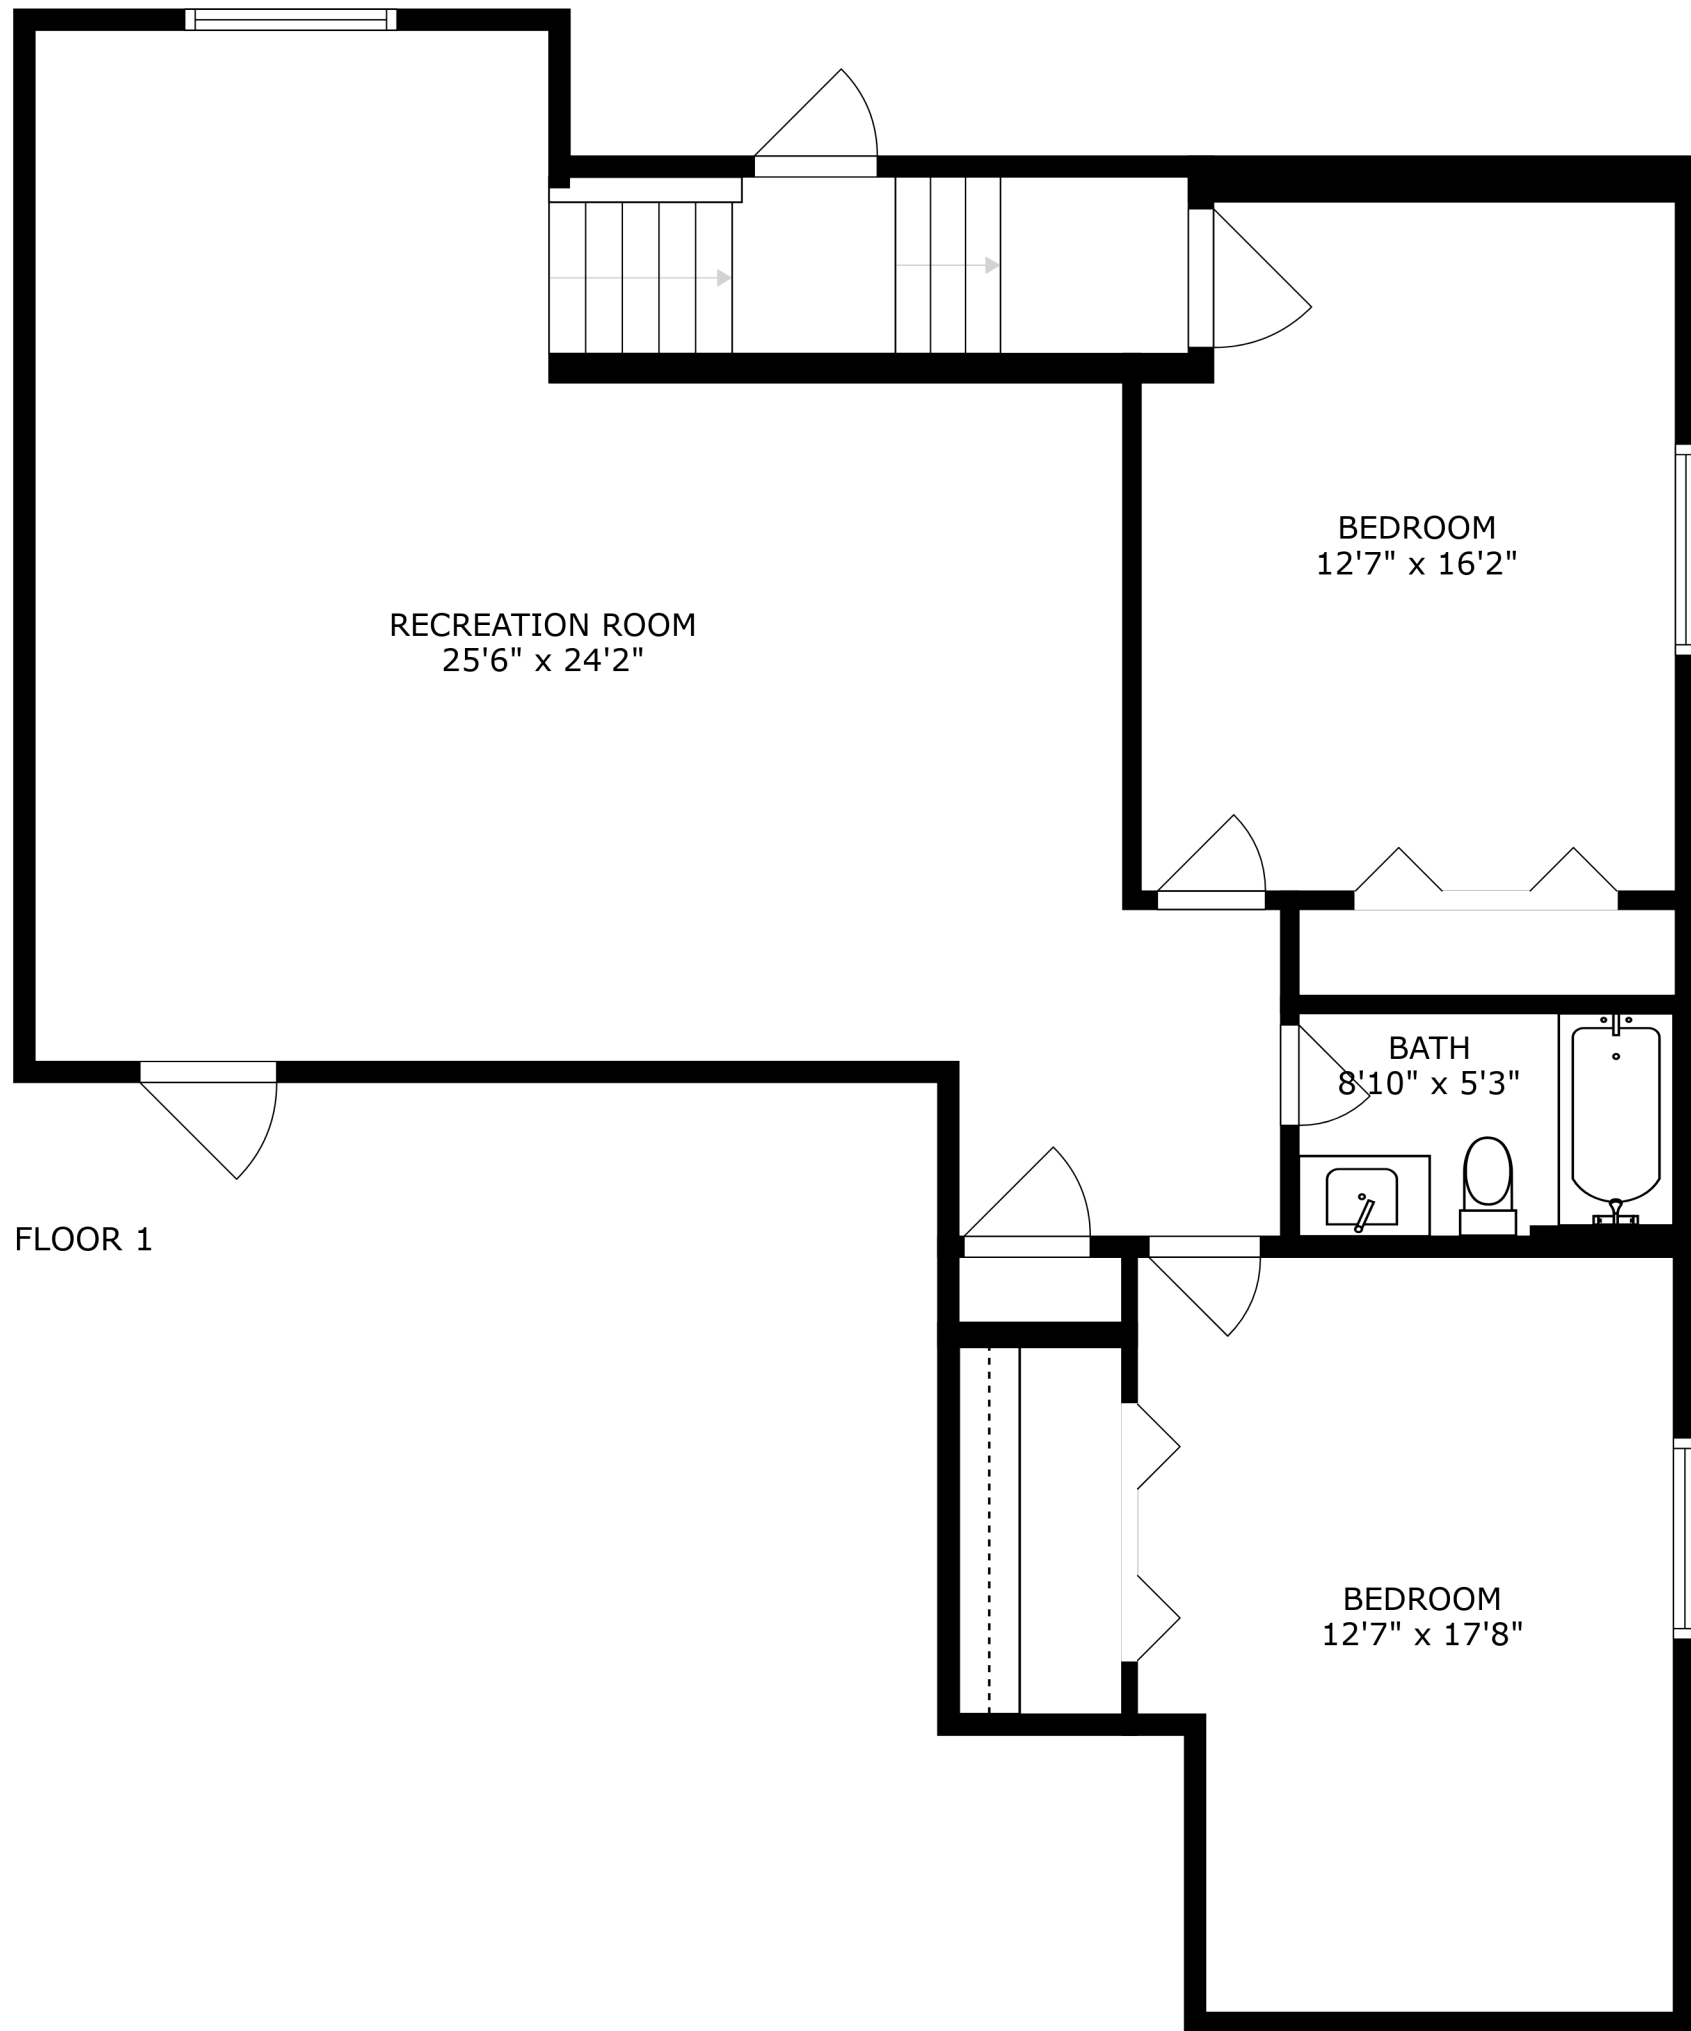 BEDROOM
12'7" x 16'2"
RECREATION ROOM
25'6" x 24'2"
BATH
8'10" x 5'3"
FLOOR 1
BEDROOM
12'7" x 17'8"